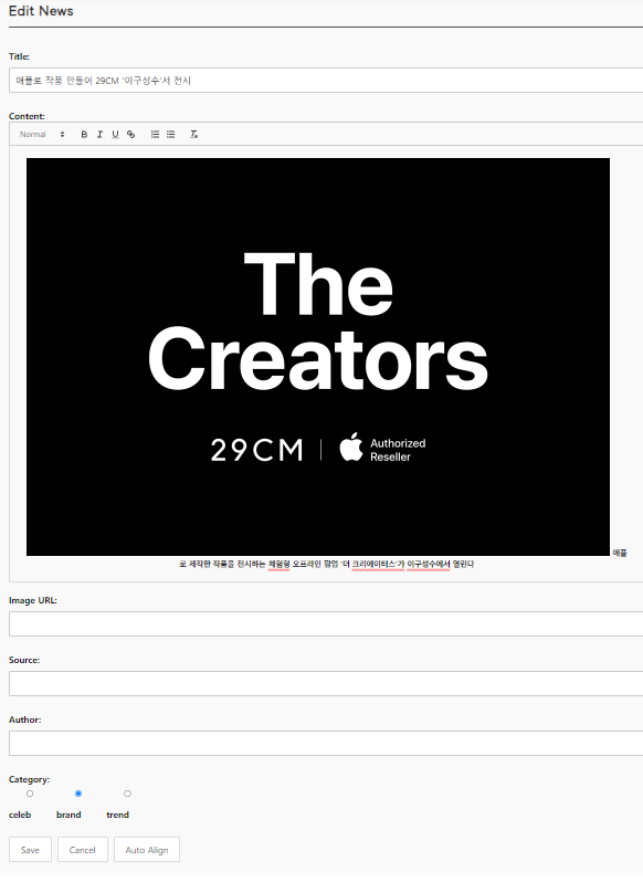 Edit News
Title:
애플로 작품 만들어 29CM '이구성수'서 전시
Content:
Normal B I U
The
Creators
29CM | Authorized
Reseller
애플
로 제작한 작품을 전시하는 체험형 오프라인 팝업 '더 크리에이터스'가 이구성수에서 열린다
Image URL:
Source:
Author:
Category:
celeb brand trend
Save Cancel Auto Align